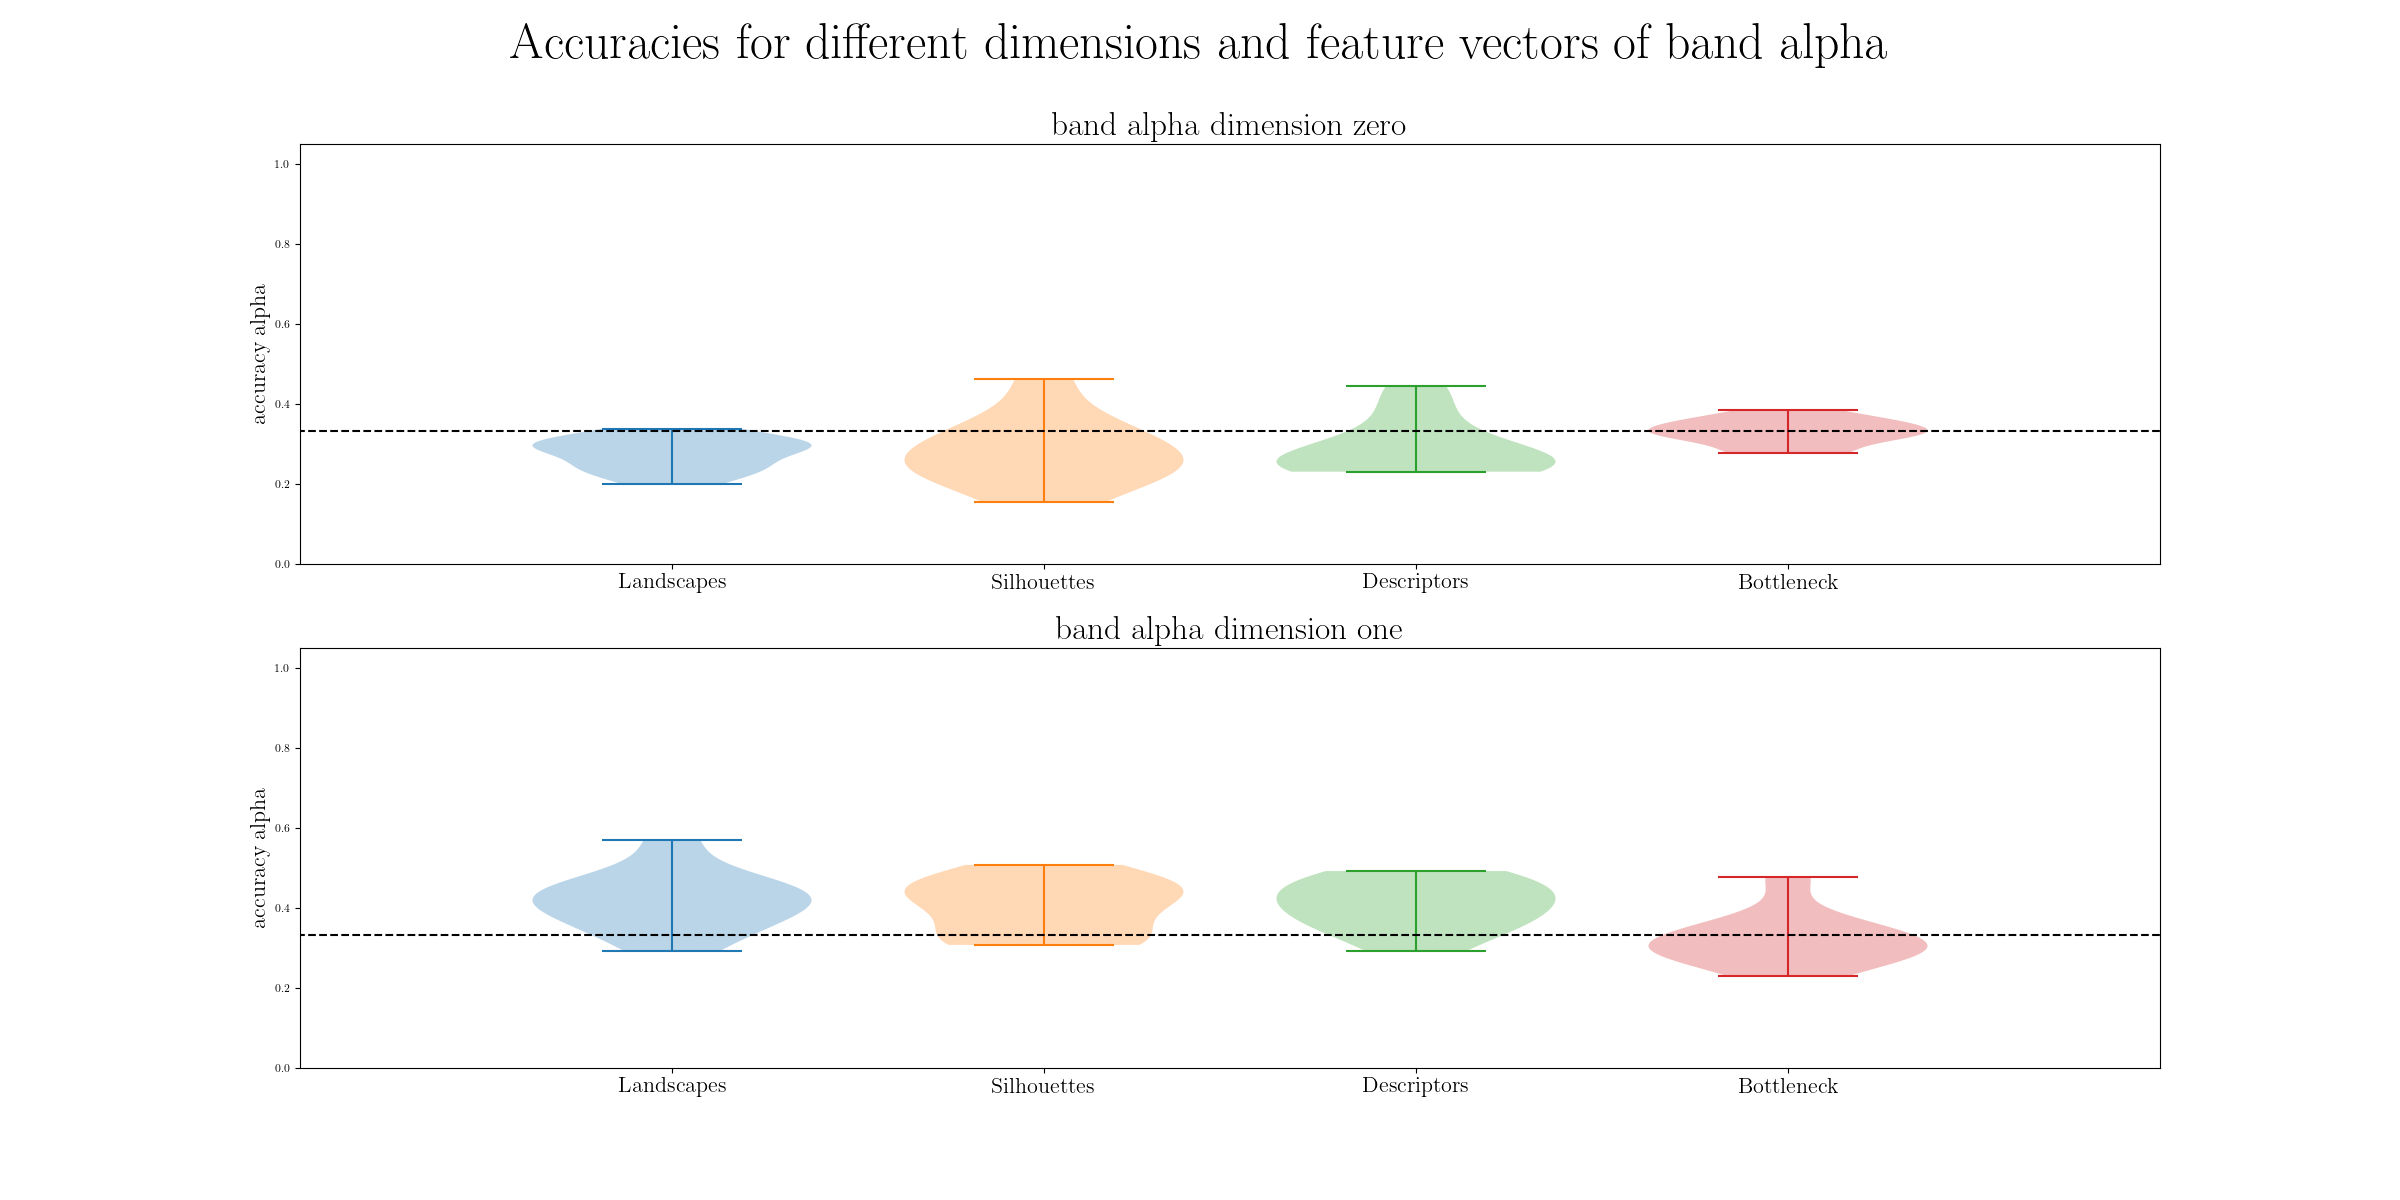 Accuracies for different dimensions and feature vectors of band alpha
band alpha dimension zero
accuracy alpha
1.0
0.8
0.6
0.4
0.2
0.0
Landscapes Silhouettes Descriptors Bottleneck
band alpha dimension one
accuracy alpha
1.0
0.8
0.6
0.4
0.2
0.0
Landscapes Silhouettes Descriptors Bottleneck